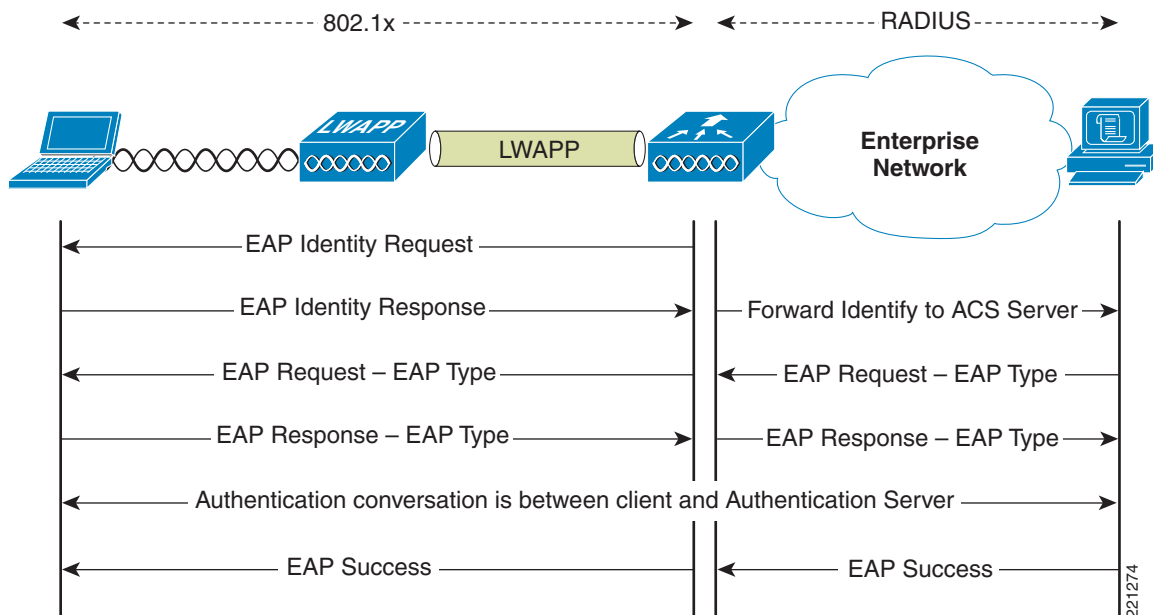 802.1x
RADIUS
LWAPP
LWAPP
Enterprise
Network
EAP Identity Request
EAP Identity Response
Forward Identify to ACS Server
EAP Request – EAP Type
EAP Request – EAP Type
EAP Response – EAP Type
EAP Response – EAP Type
Authentication conversation is between client and Authentication Server
EAP Success
EAP Success
221274